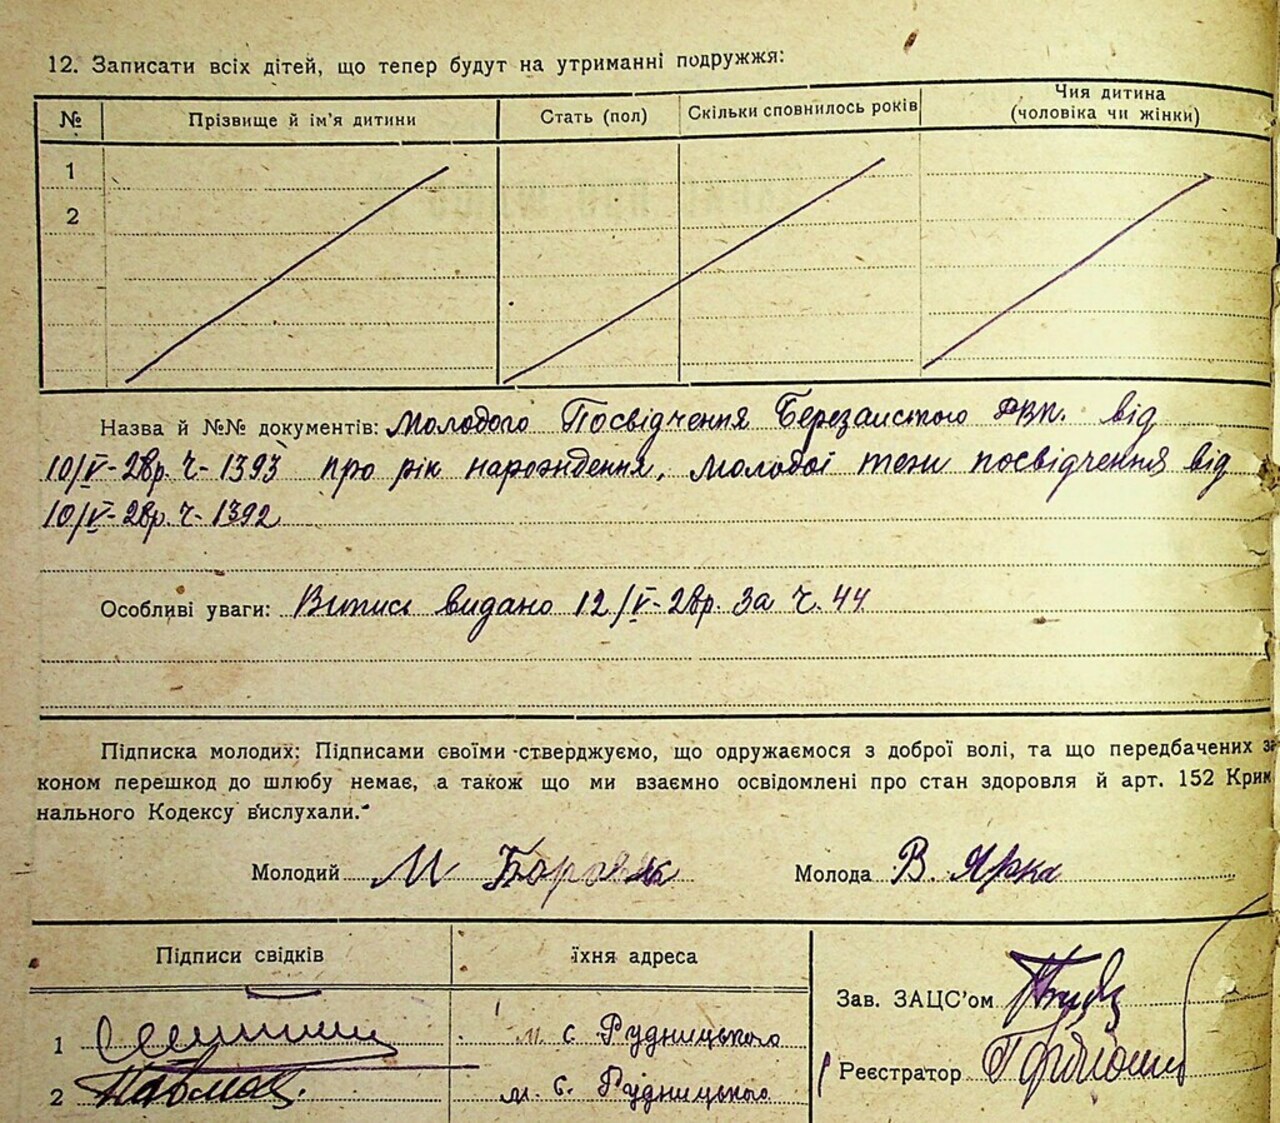 12. Записати всіх дітей, що тепер будут на утриманні подружжя:
№ Прізвище й ім'я дитини Стать (пол) Скільки сповнилось років Чия дитина
(чоловіка чи жінки)
1
2
Назва й №№ документів: Молодого Посвідчення від
10/V-28р. Ч-1393 про рік народження, Молодої теж посвідчення від
10/V-28р. Ч-1392
Особливі уваги: Витпис видано 12/V-28р. за ч. 44
Підписка молодих: Підписами своїми стверджуємо, що одружаємося з доброї волі, та що передбачених за
коном перешкод до шлюбу немає, а також що ми взаємно освідомлені про стан здоровля й арт. 152 Крим
нального Кодексу вислухали.
Молодий М Боровик Молода В. Ярка
Підписи свідків їхня адреса
Зав. ЗАЦС'ом
1 м. с. Рудницького
Реєстратор
2 м. С. Рудницького